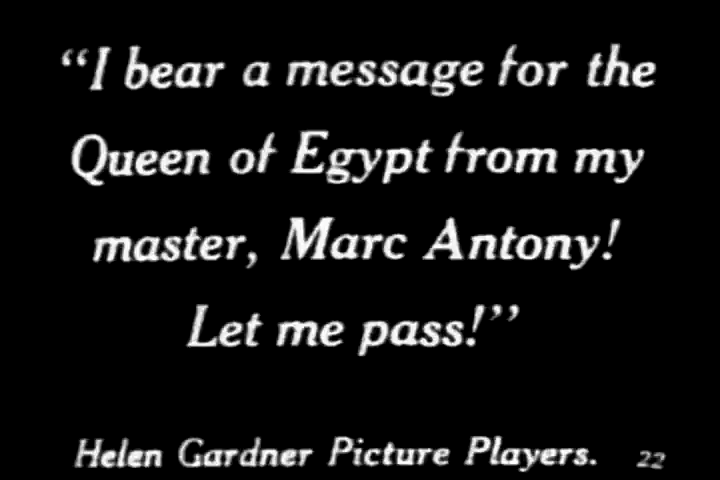 “I bear a message for the
Queen of Egypt from my
master, Marc Antony!
Let me pass!”
Helen Gardner Picture Players. 22